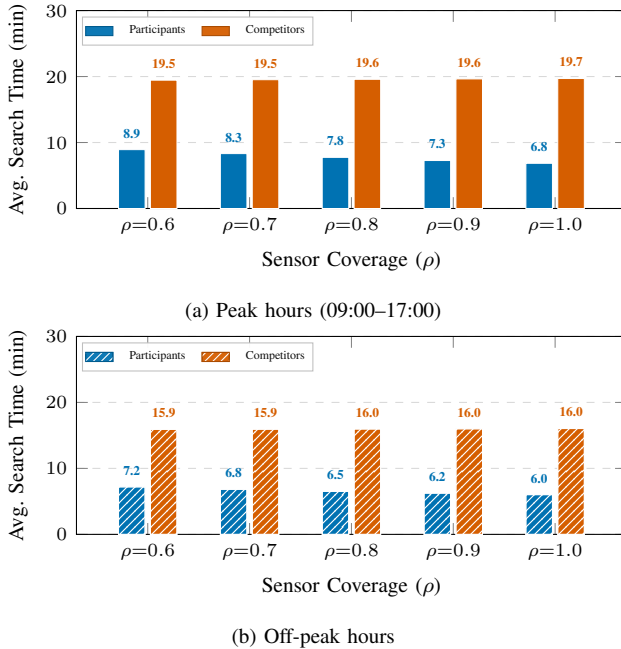 Avg. Search Time (min)
30
20
10
0
Participants Competitors
19.5 19.5 19.6 19.6 19.7
8.9 8.3 7.8 7.3 6.8
ρ=0.6 ρ=0.7 ρ=0.8 ρ=0.9 ρ=1.0
Sensor Coverage (ρ)
(a) Peak hours (09:00–17:00)
Avg. Search Time (min)
30
20
10
0
Participants Competitors
15.9 15.9 16.0 16.0 16.0
7.2 6.8 6.5 6.2 6.0
ρ=0.6 ρ=0.7 ρ=0.8 ρ=0.9 ρ=1.0
Sensor Coverage (ρ)
(b) Off-peak hours